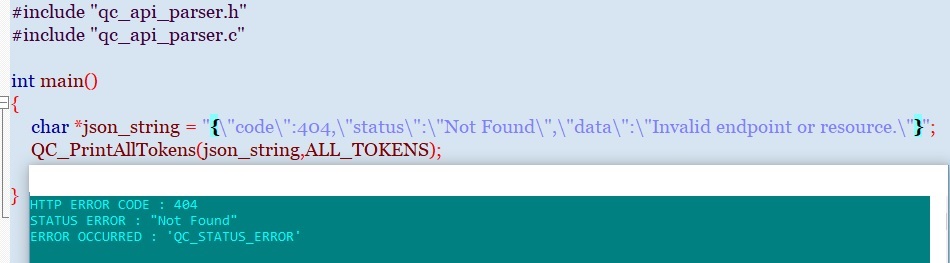 #include "qc_api_parser.h"
#include "qc_api_parser.c"
int main()
{
char *json_string = "{\"code\":404,\"status\":\"Not Found\",\"data\":\"Invalid endpoint or resource.\"}";
QC_PrintAllTokens(json_string,ALL_TOKENS);
}
HTTP ERROR CODE : 404
STATUS ERROR : "Not Found"
ERROR OCCURRED : 'QC_STATUS_ERROR'